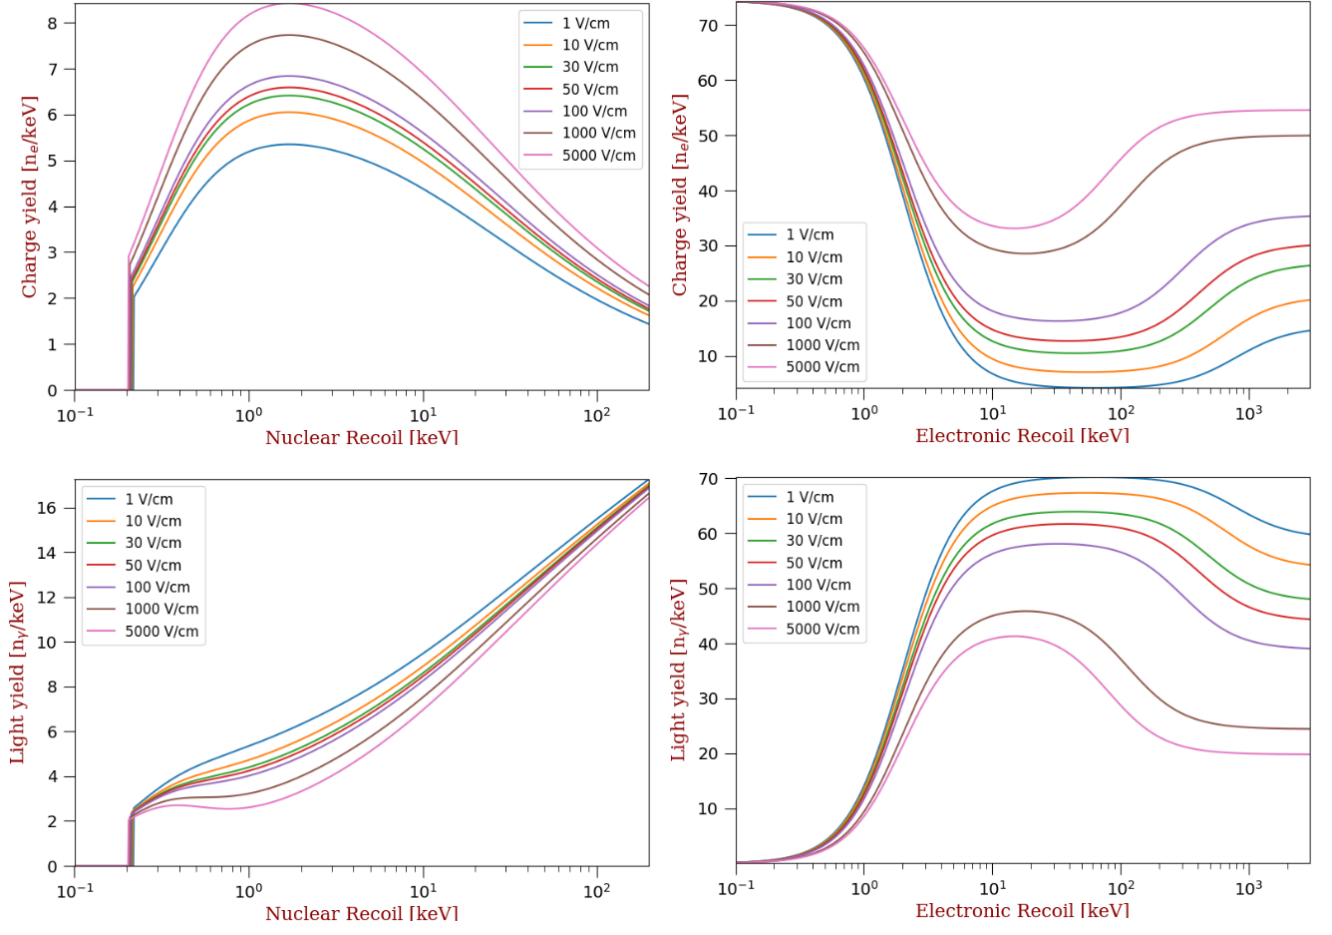 Charge yield [nₑ/keV]
8
7
6
5
4
3
2
1
0
1 V/cm
10 V/cm
30 V/cm
50 V/cm
100 V/cm
1000 V/cm
5000 V/cm
10⁻¹ 10⁰ 10¹ 10²
Nuclear Recoil [keV]
Charge yield [nₑ/keV]
70
60
50
40
30
20
10
1 V/cm
10 V/cm
30 V/cm
50 V/cm
100 V/cm
1000 V/cm
5000 V/cm
10⁻¹ 10⁰ 10¹ 10² 10³
Electronic Recoil [keV]
Light yield [nᵧ/keV]
16
14
12
10
8
6
4
2
0
1 V/cm
10 V/cm
30 V/cm
50 V/cm
100 V/cm
1000 V/cm
5000 V/cm
10⁻¹ 10⁰ 10¹ 10²
Nuclear Recoil [keV]
Light yield [nᵧ/keV]
70
60
50
40
30
20
10
1 V/cm
10 V/cm
30 V/cm
50 V/cm
100 V/cm
1000 V/cm
5000 V/cm
10⁻¹ 10⁰ 10¹ 10² 10³
Electronic Recoil [keV]